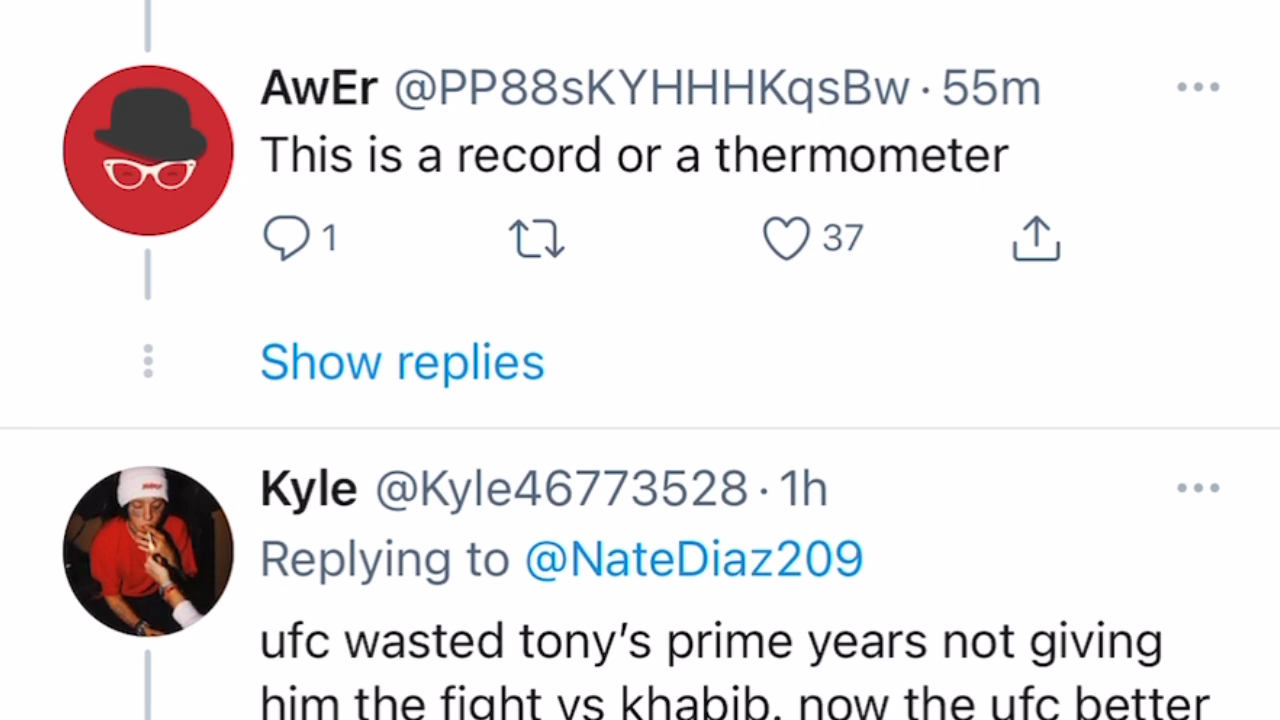 AwEr @PP88sKYHHHKqsBw · 55m
This is a record or a thermometer
1 37
Show replies
Kyle @Kyle46773528 · 1h
Replying to @NateDiaz209
ufc wasted tony’s prime years not giving
him the fight vs khabib. now the ufc better